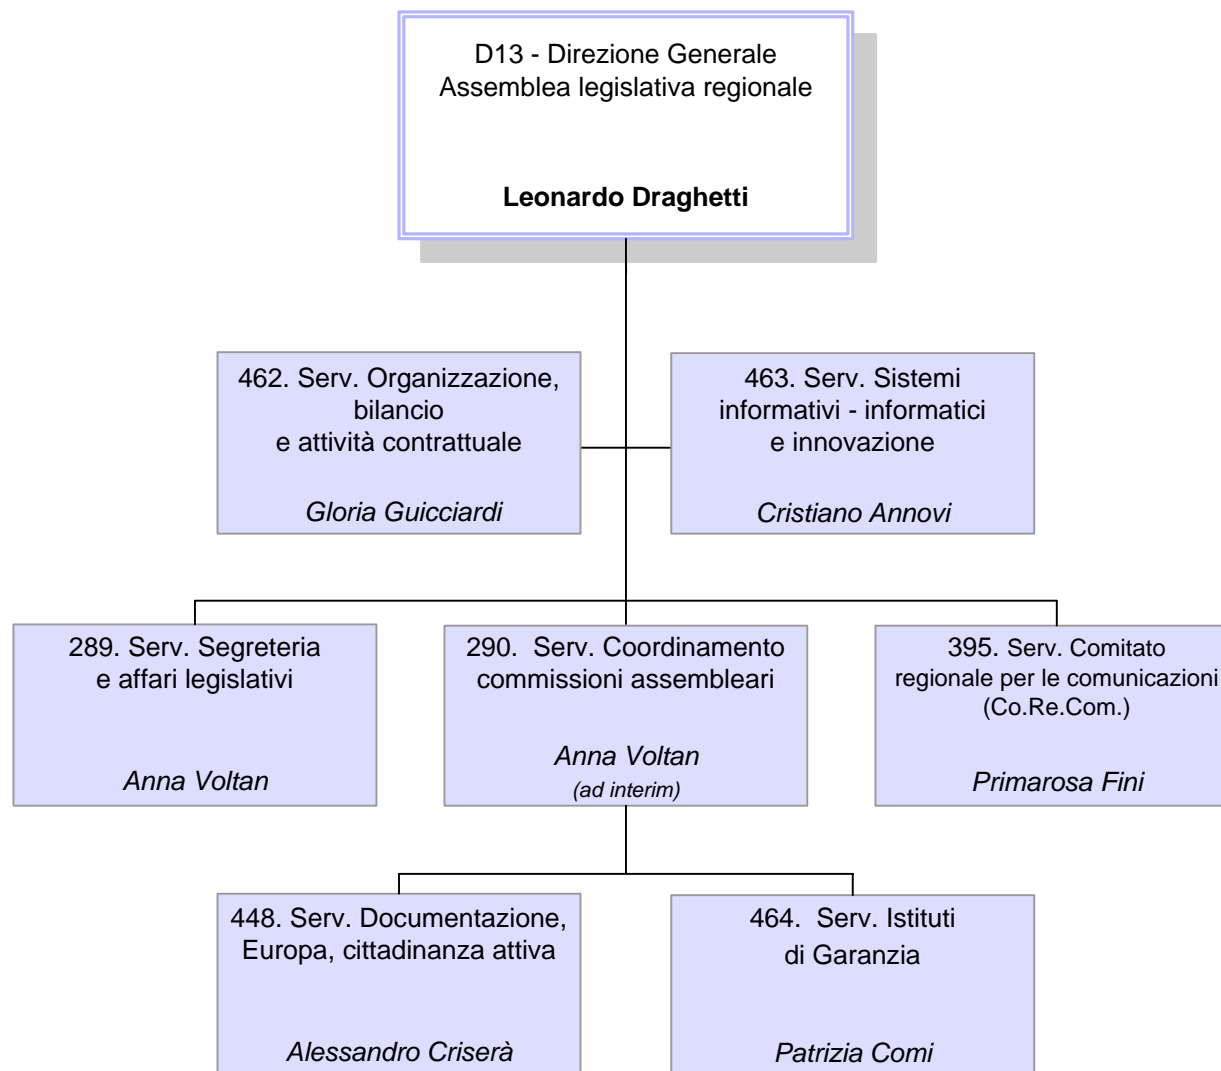 D13 - Direzione Generale
Assemblea legislativa regionale
Leonardo Draghetti
462. Serv. Organizzazione,
bilancio
e attività contrattuale
Gloria Guicciardi
463. Serv. Sistemi
informativi - informatici
e innovazione
Cristiano Annovi
289. Serv. Segreteria
e affari legislativi
Anna Voltan
290. Serv. Coordinamento
commissioni assembleari
Anna Voltan
(ad interim)
395. Serv. Comitato
regionale per le comunicazioni
(Co.Re.Com.)
Primarosa Fini
448. Serv. Documentazione,
Europa, cittadinanza attiva
Alessandro Criserà
464. Serv. Istituti
di Garanzia
Patrizia Comi